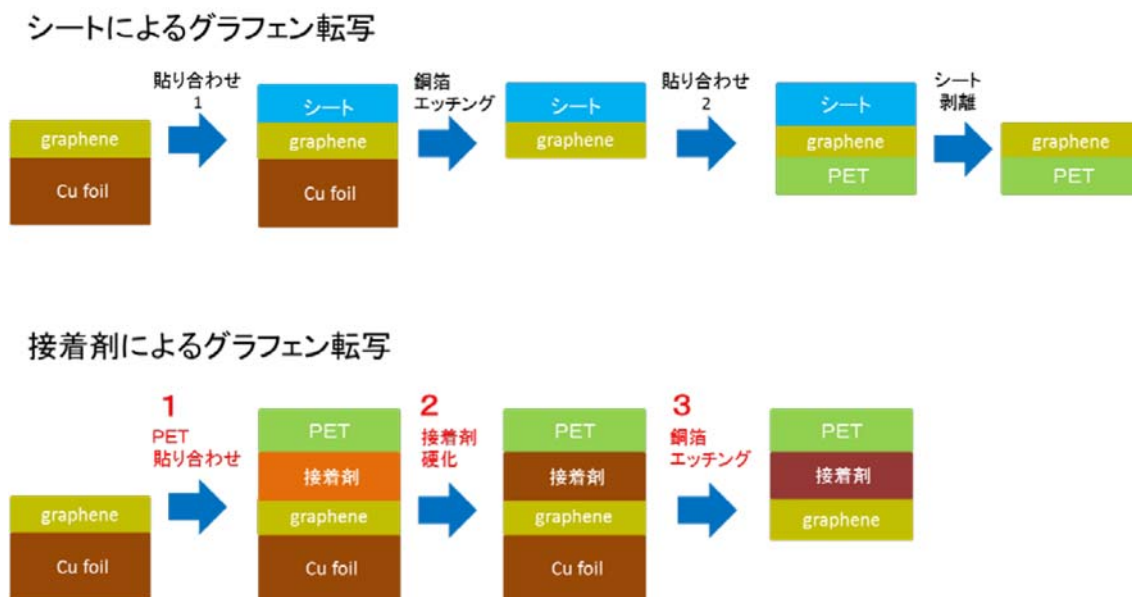 シートによるグラフェン転写
貼り合わせ
1
銅箔
エッチング
貼り合わせ
2
シート
剥離
graphene
Cu foil
シート
graphene
Cu foil
シート
graphene
シート
graphene
PET
graphene
PET
接着剤によるグラフェン転写
1
PET
貼り合わせ
2
接着剤
硬化
3
銅箔
エッチング
graphene
Cu foil
PET
接着剤
graphene
Cu foil
PET
接着剤
graphene
Cu foil
PET
接着剤
graphene